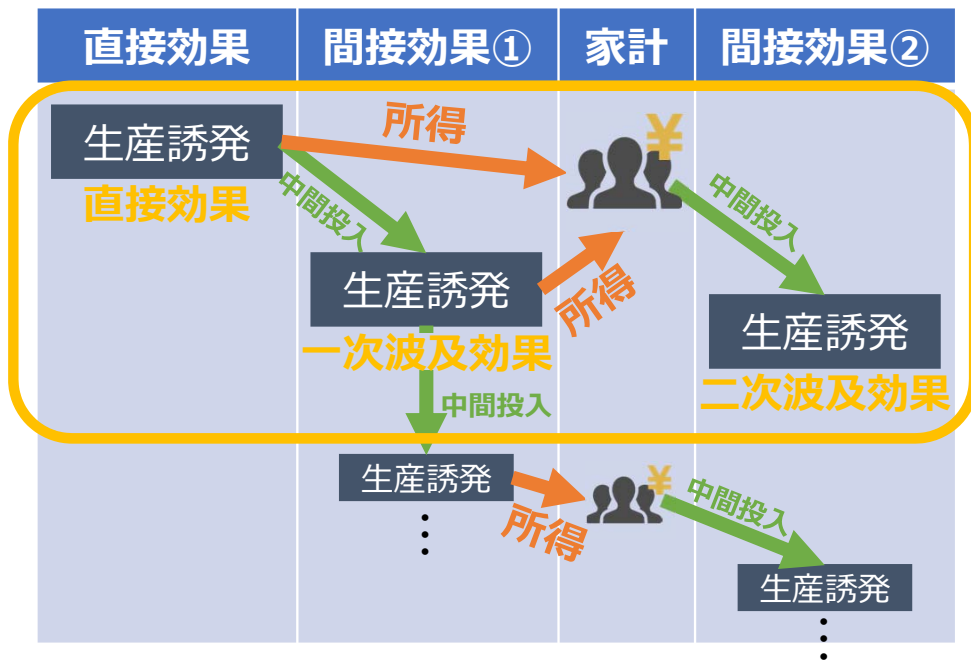 直接効果
間接効果①
家計
間接効果②
生産誘発
直接効果
所得
¥
中間投入
中間投入
生産誘発
一次波及効果
所得
生産誘発
二次波及効果
中間投入
生産誘発
所得
¥
中間投入
生産誘発